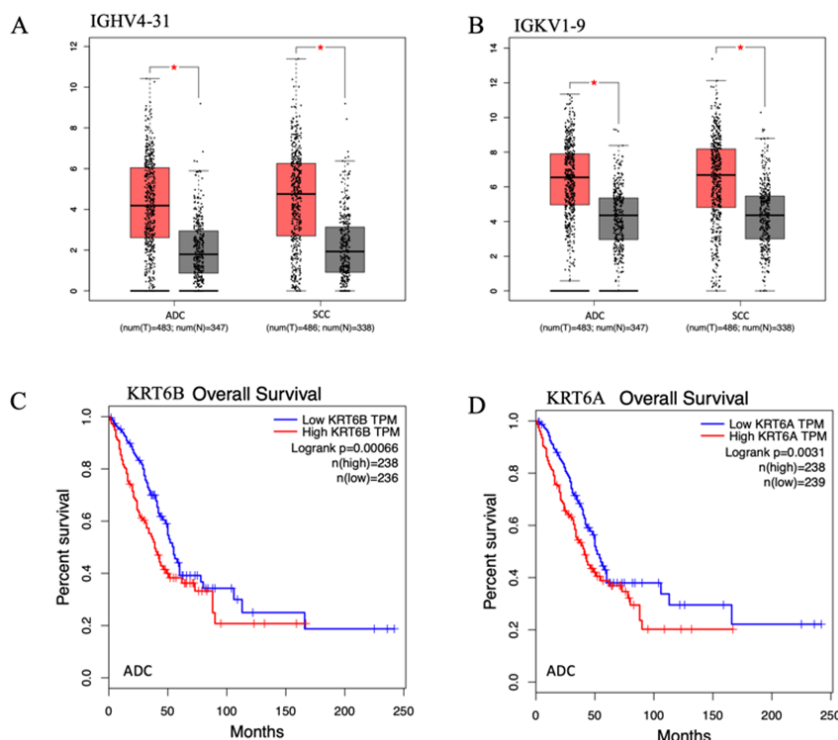 A
IGHV4-31
12
10
8
6
4
2
0
ADC
(num(T)=483; num(N)=347)
SCC
(num(T)=486; num(N)=338)
B
IGKV1-9
14
12
10
8
6
4
2
0
ADC
(num(T)=483; num(N)=347)
SCC
(num(T)=486; num(N)=338)
C
KRT6B Overall Survival
Low KRT6B TPM
High KRT6B TPM
Logrank p=0.00066
n(high)=238
n(low)=236
Percent survival
1.0
0.8
0.6
0.4
0.2
0.0
ADC
0 50 100 150 200 250
Months
D
KRT6A Overall Survival
Low KRT6A TPM
High KRT6A TPM
Logrank p=0.0031
n(high)=238
n(low)=239
Percent survival
1.0
0.8
0.6
0.4
0.2
0.0
ADC
0 50 100 150 200 250
Months